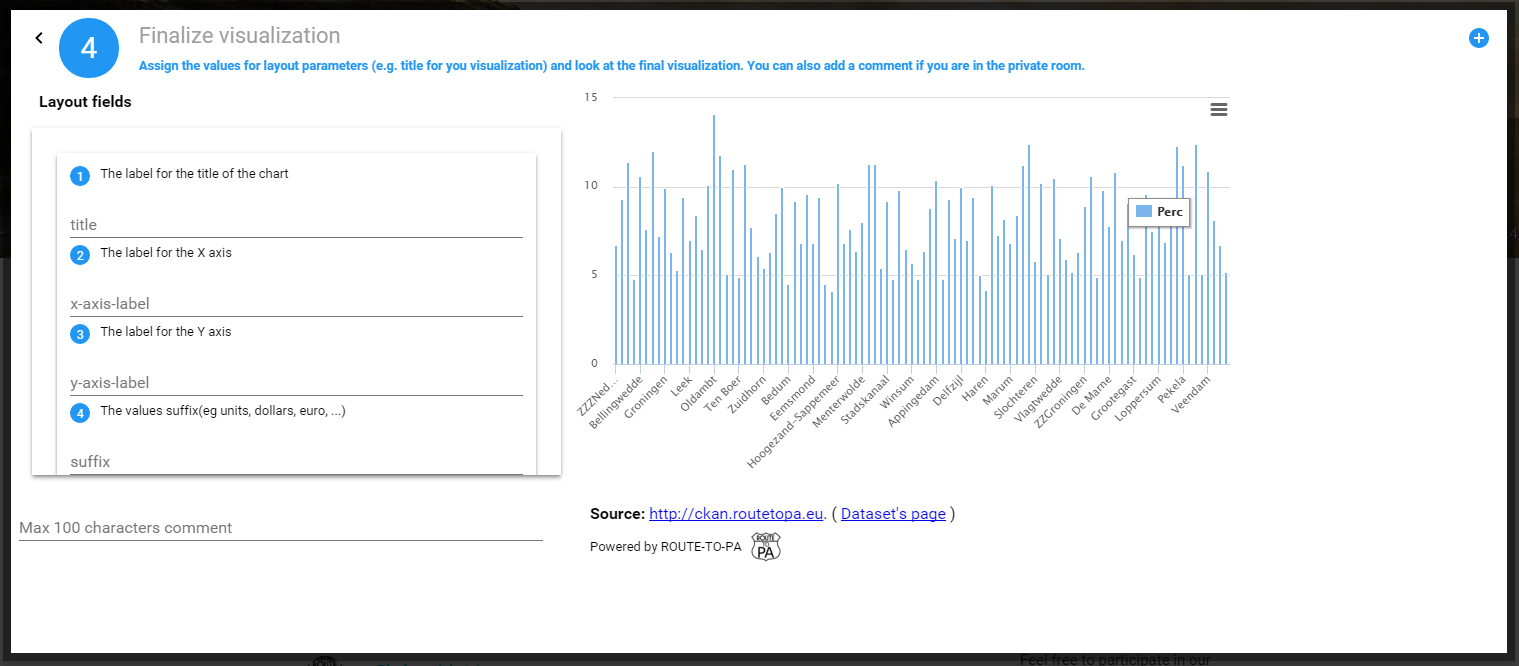 4
Finalize visualization
Assign the values for layout parameters (e.g. title for you visualization) and look at the final visualization. You can also add a comment if you are in the private room.
Layout fields
1 The label for the title of the chart
title
2 The label for the X axis
x-axis-label
3 The label for the Y axis
y-axis-label
4 The values suffix(eg units, dollars, euro, ...)
suffix
Max 100 characters comment
15
10
5
0
Perc
ZZZNed...
Bellingwedde
Groningen
Leek
Oldambt
Ten Boer
Zuidhorn
Bedum
Eemsmond
Hoogezand-Sappemeer
Menterwolde
Stadskanaal
Winsum
Appingedam
Delfzijl
Haren
Marum
Slochteren
Vlagtwedde
ZZGroningen
De Marne
Grootegast
Loppersum
Pekela
Veendam
Source: http://ckan.routetopa.eu. ( Dataset's page )
Powered by ROUTE-TO-PA
ROUTE
TO
PA
Feel free to participate in our